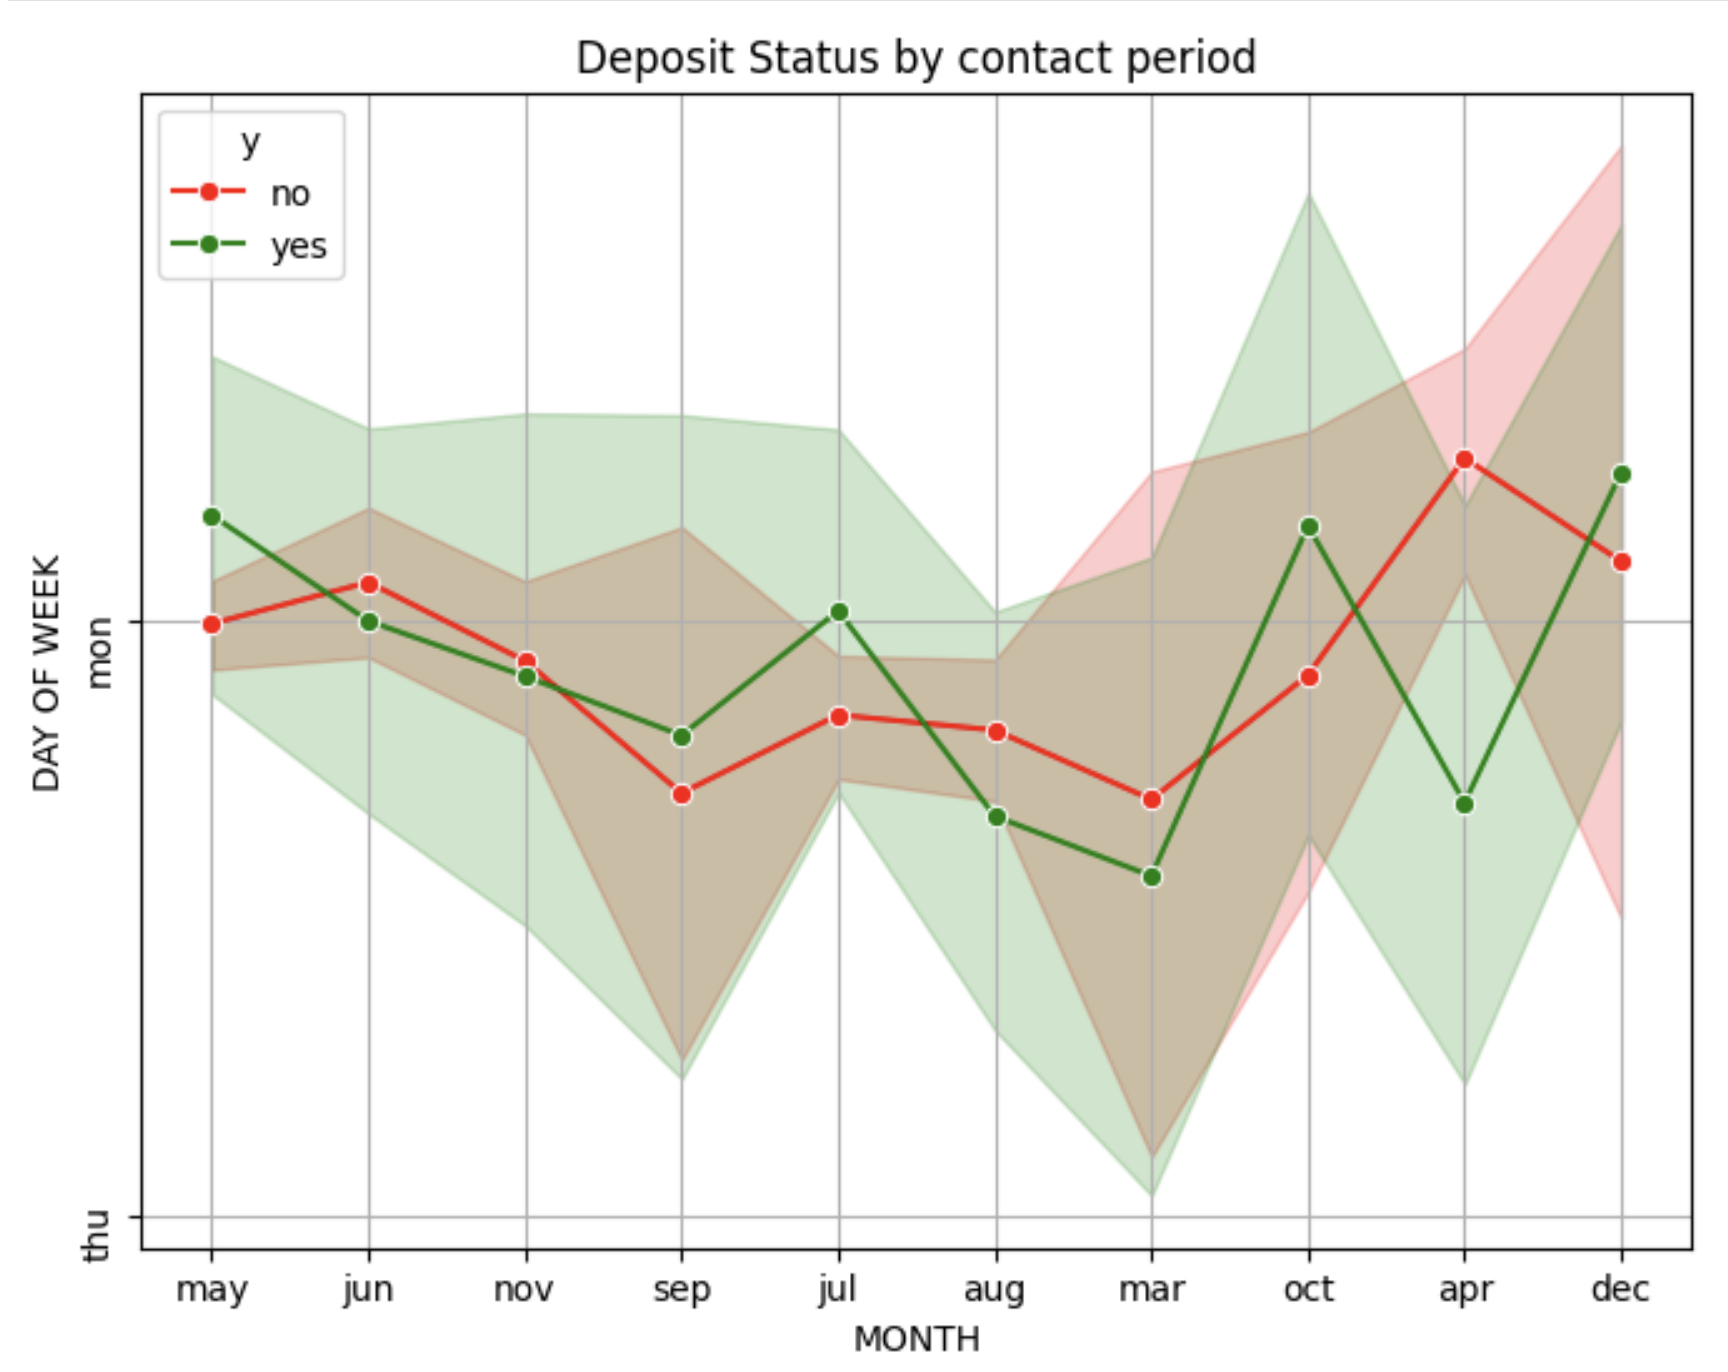 Deposit Status by contact period
y
no
yes
DAY OF WEEK
mon
thu
may jun nov sep jul aug mar oct apr dec
MONTH